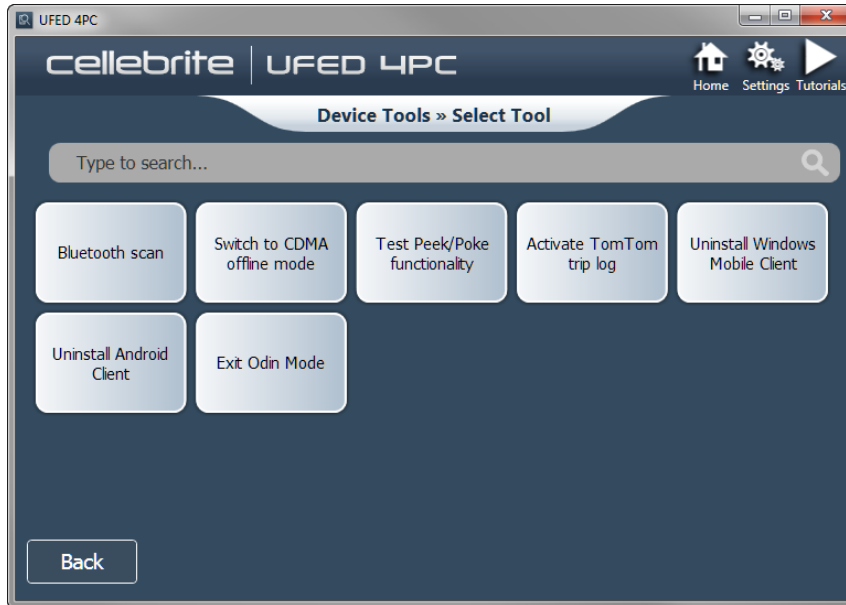 UFED 4PC
cellebrite UFED 4PC
Home Settings Tutorials
Device Tools » Select Tool
Type to search...
Bluetooth scan
Switch to CDMA
offline mode
Test Peek/Poke
functionality
Activate TomTom
trip log
Uninstall Windows
Mobile Client
Uninstall Android
Client
Exit Odin Mode
Back